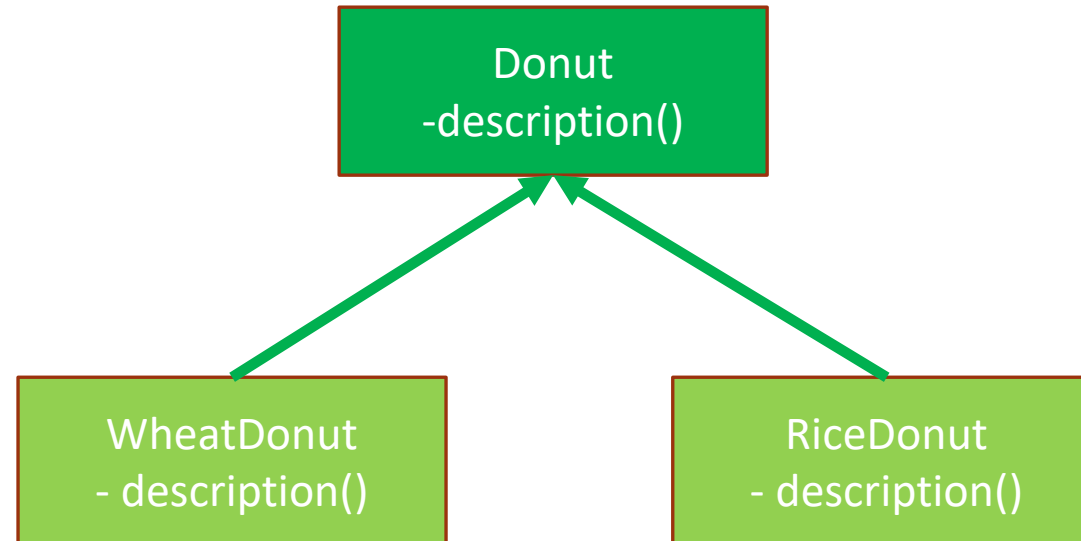 Donut
-description()
WheatDonut
- description()
RiceDonut
- description()